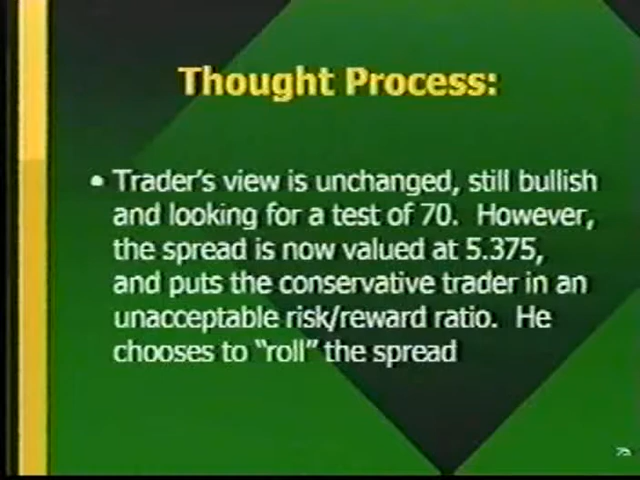 Thought Process:
• Trader's view is unchanged, still bullish
and looking for a test of 70. However,
the spread is now valued at 5.375,
and puts the conservative trader in an
unacceptable risk/reward ratio. He
chooses to “roll” the spread